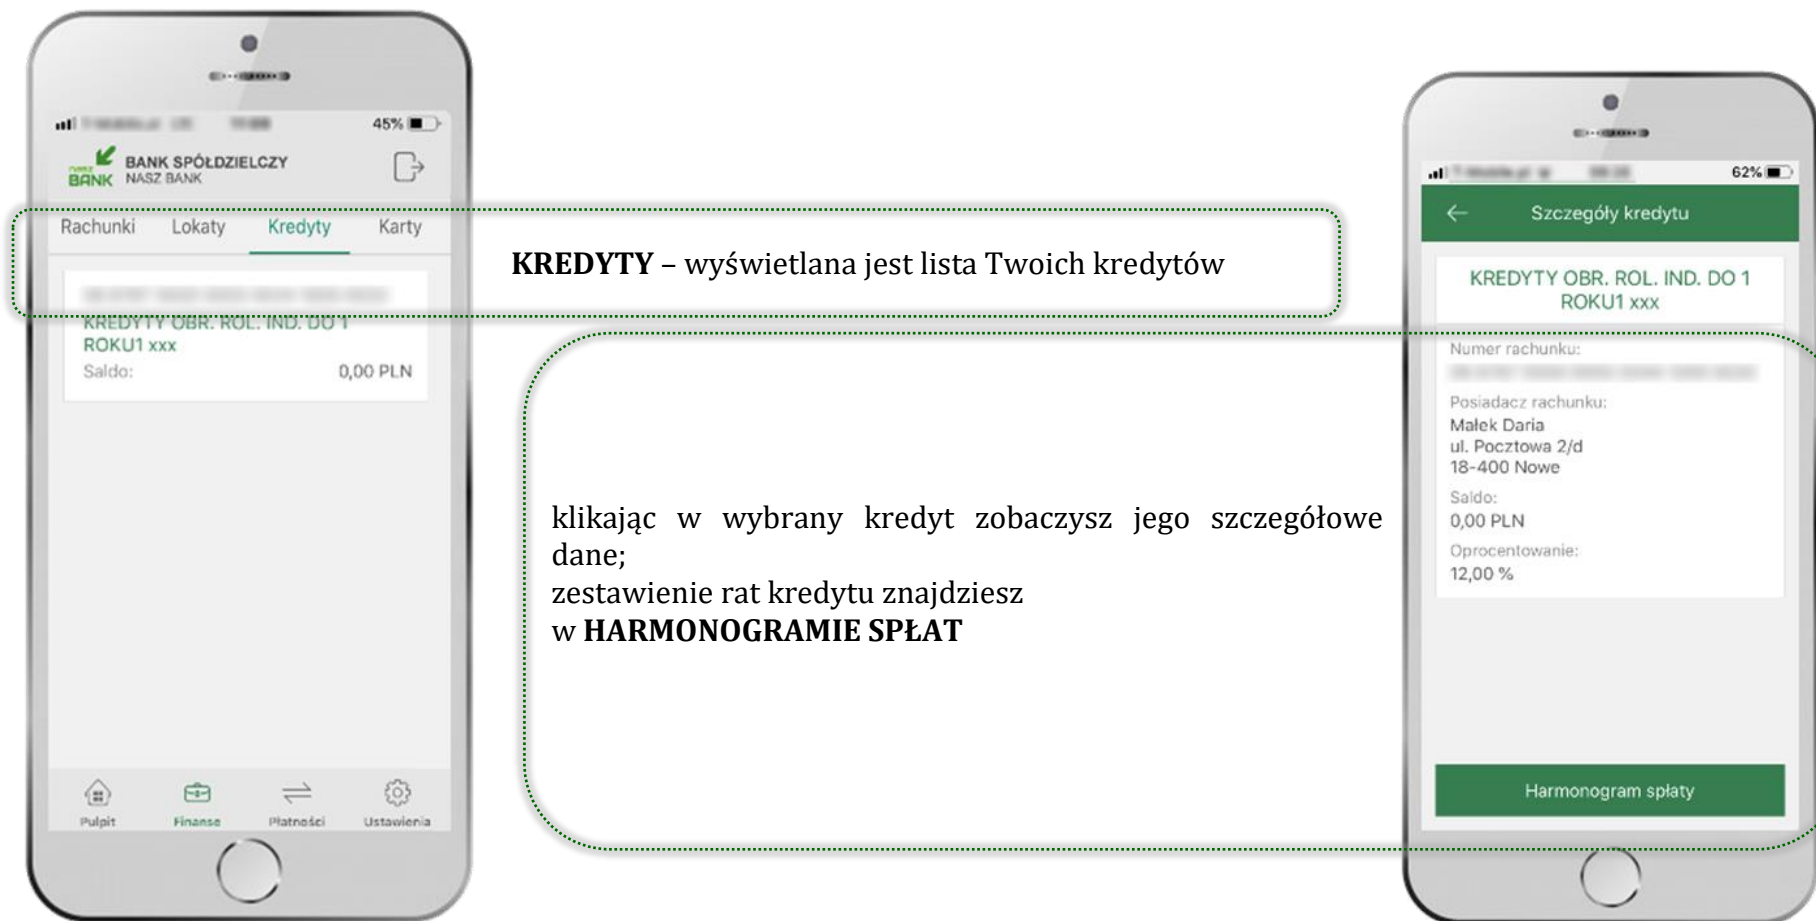 45%
nasz
BANK
BANK SPÓŁDZIELCZY
NASZ BANK
Rachunki Lokaty Kredyty Karty
KREDYTY OBR. ROL. IND. DO 1
ROKU1 xxx
Saldo: 0,00 PLN
Pulpit Finanse Płatności Ustawienia
KREDYTY – wyświetlana jest lista Twoich kredytów
klikając w wybrany kredyt zobaczysz jego szczegółowe
dane;
zestawienie rat kredytu znajdziesz
w HARMONOGRAMIE SPŁAT
62%
Szczegóły kredytu
KREDYTY OBR. ROL. IND. DO 1
ROKU1 xxx
Numer rachunku:
Posiadacz rachunku:
Małek Daria
ul. Pocztowa 2/d
18-400 Nowe
Saldo:
0,00 PLN
Oprocentowanie:
12,00 %
Harmonogram spłaty